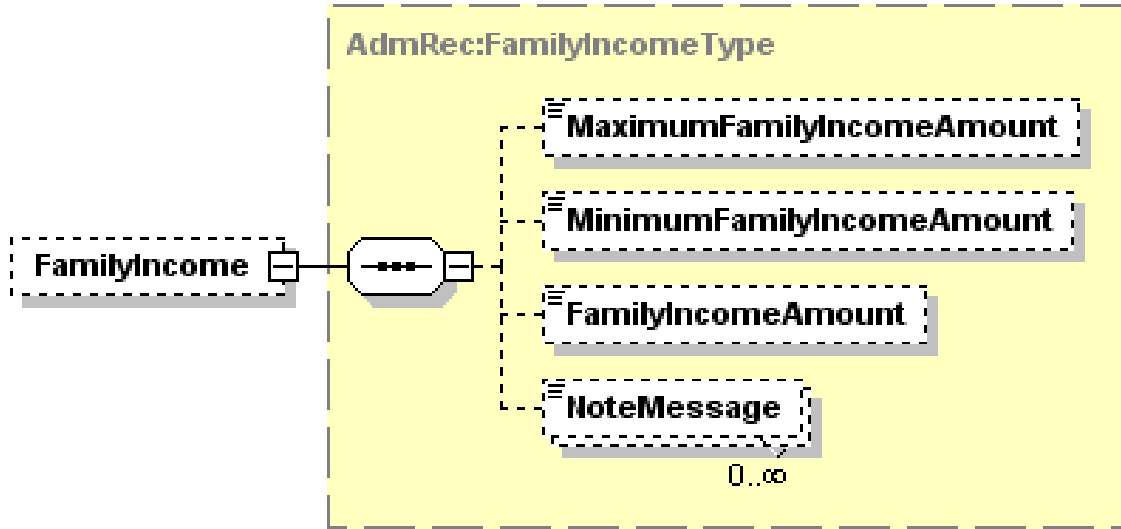 AdmRec:FamilyIncomeType
MaximumFamilyIncomeAmount
MinimumFamilyIncomeAmount
FamilyIncome
FamilyIncomeAmount
NoteMessage
0..∞